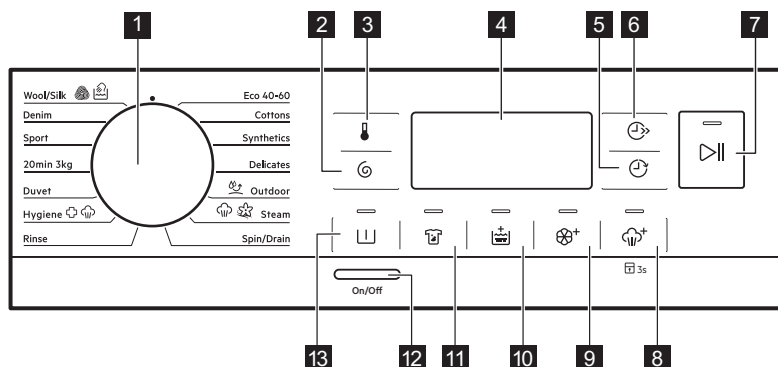 1
2
3
4
5
6
7
Wool/Silk
Denim
Sport
20min 3kg
Duvet
Hygiene
Rinse
Eco 40-60
Cottons
Synthetics
Delicates
Outdoor
Steam
Spin/Drain
3s
On/Off
13
12
11
10
9
8